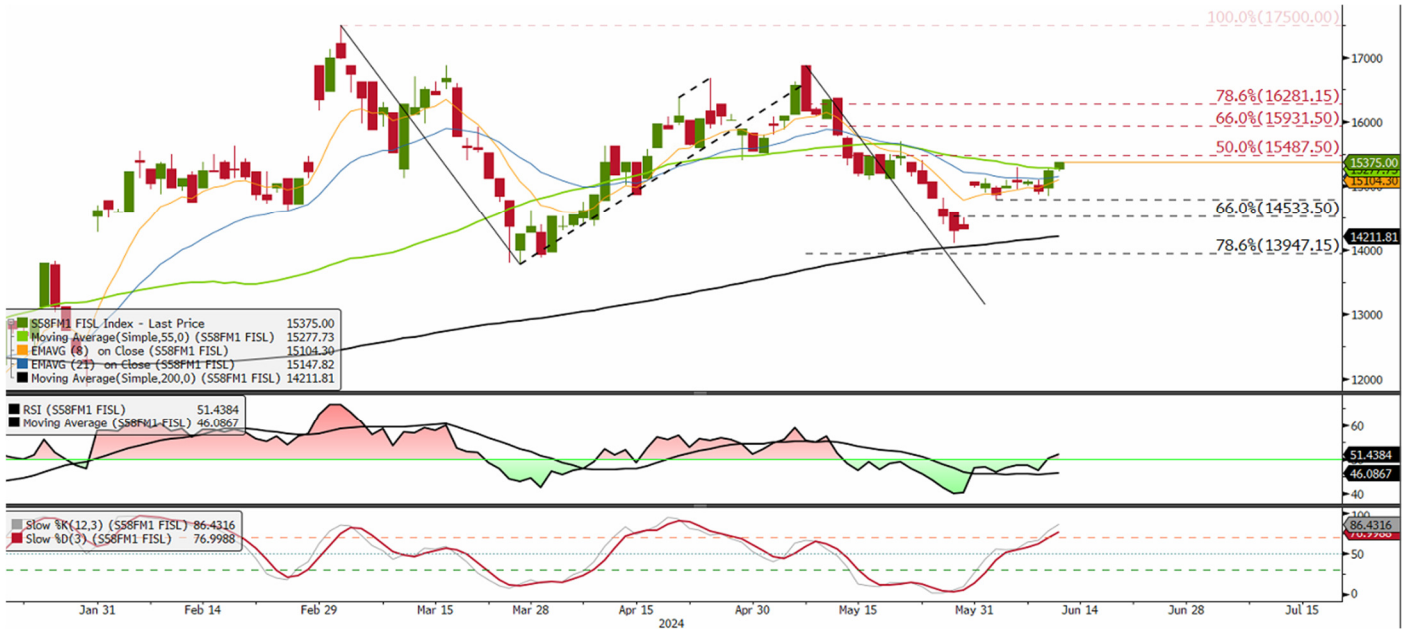 100.0%(17500.00)
17000
78.6%(16281.15)
66.0%(15931.50)
16000
50.0%(15487.50)
15375.00
15277.73
15104.30
66.0%(14533.50)
14211.81
78.6%(13947.15)
14000
13000
12000
S58FM1 FISL Index - Last Price 15375.00
Moving Average(Simple,55,0) (S58FM1 FISL) 15277.73
EMAVG (8) on Close (S58FM1 FISL) 15104.30
EMAVG (21) on Close (S58FM1 FISL) 15147.82
Moving Average(Simple,200,0) (S58FM1 FISL) 14211.81
RSI (S58FM1 FISL) 51.4384
Moving Average (S58FM1 FISL) 46.0867
60
51.4384
46.0867
40
Slow %K(12,3) (S58FM1 FISL) 86.4316
Slow %D(3) (S58FM1 FISL) 76.9988
100
86.4316
76.9988
50
0
Jan 31 Feb 14 Feb 29 Mar 15 Mar 28 Apr 15 Apr 30 May 15 May 31 Jun 14 Jun 28 Jul 15
2024